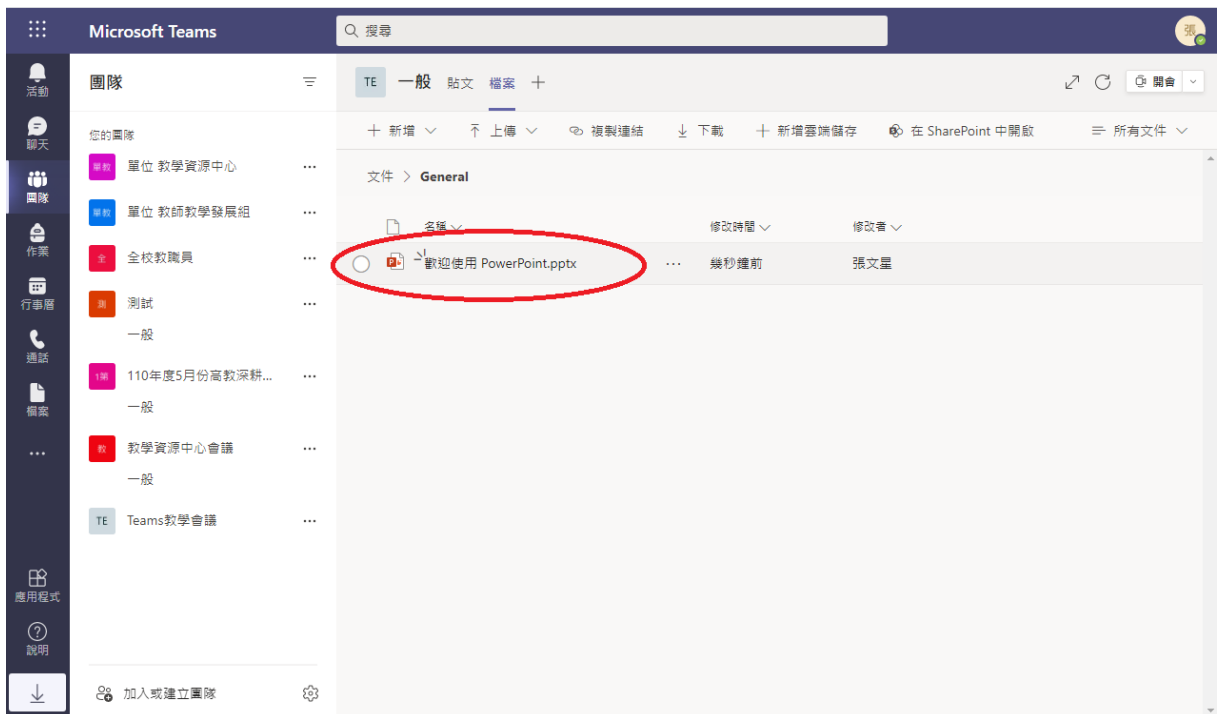 Microsoft Teams
搜尋
張
活動
聊天
團隊
作業
行事曆
通話
檔案
應用程式
說明
團隊
您的團隊
單教 單位 教學資源中心
單教 單位 教師教學發展組
全 全校教職員
測 測試
一般
1第 110年度5月份高教深耕...
一般
教 教學資源中心會議
一般
TE Teams教學會議
加入或建立團隊
TE 一般 貼文 檔案
開會
新增 上傳 複製連結 下載 新增雲端儲存 在 SharePoint 中開啟 所有文件
文件 > General
名稱 修改時間 修改者
歡迎使用 PowerPoint.pptx ... 幾秒鐘前 張文星